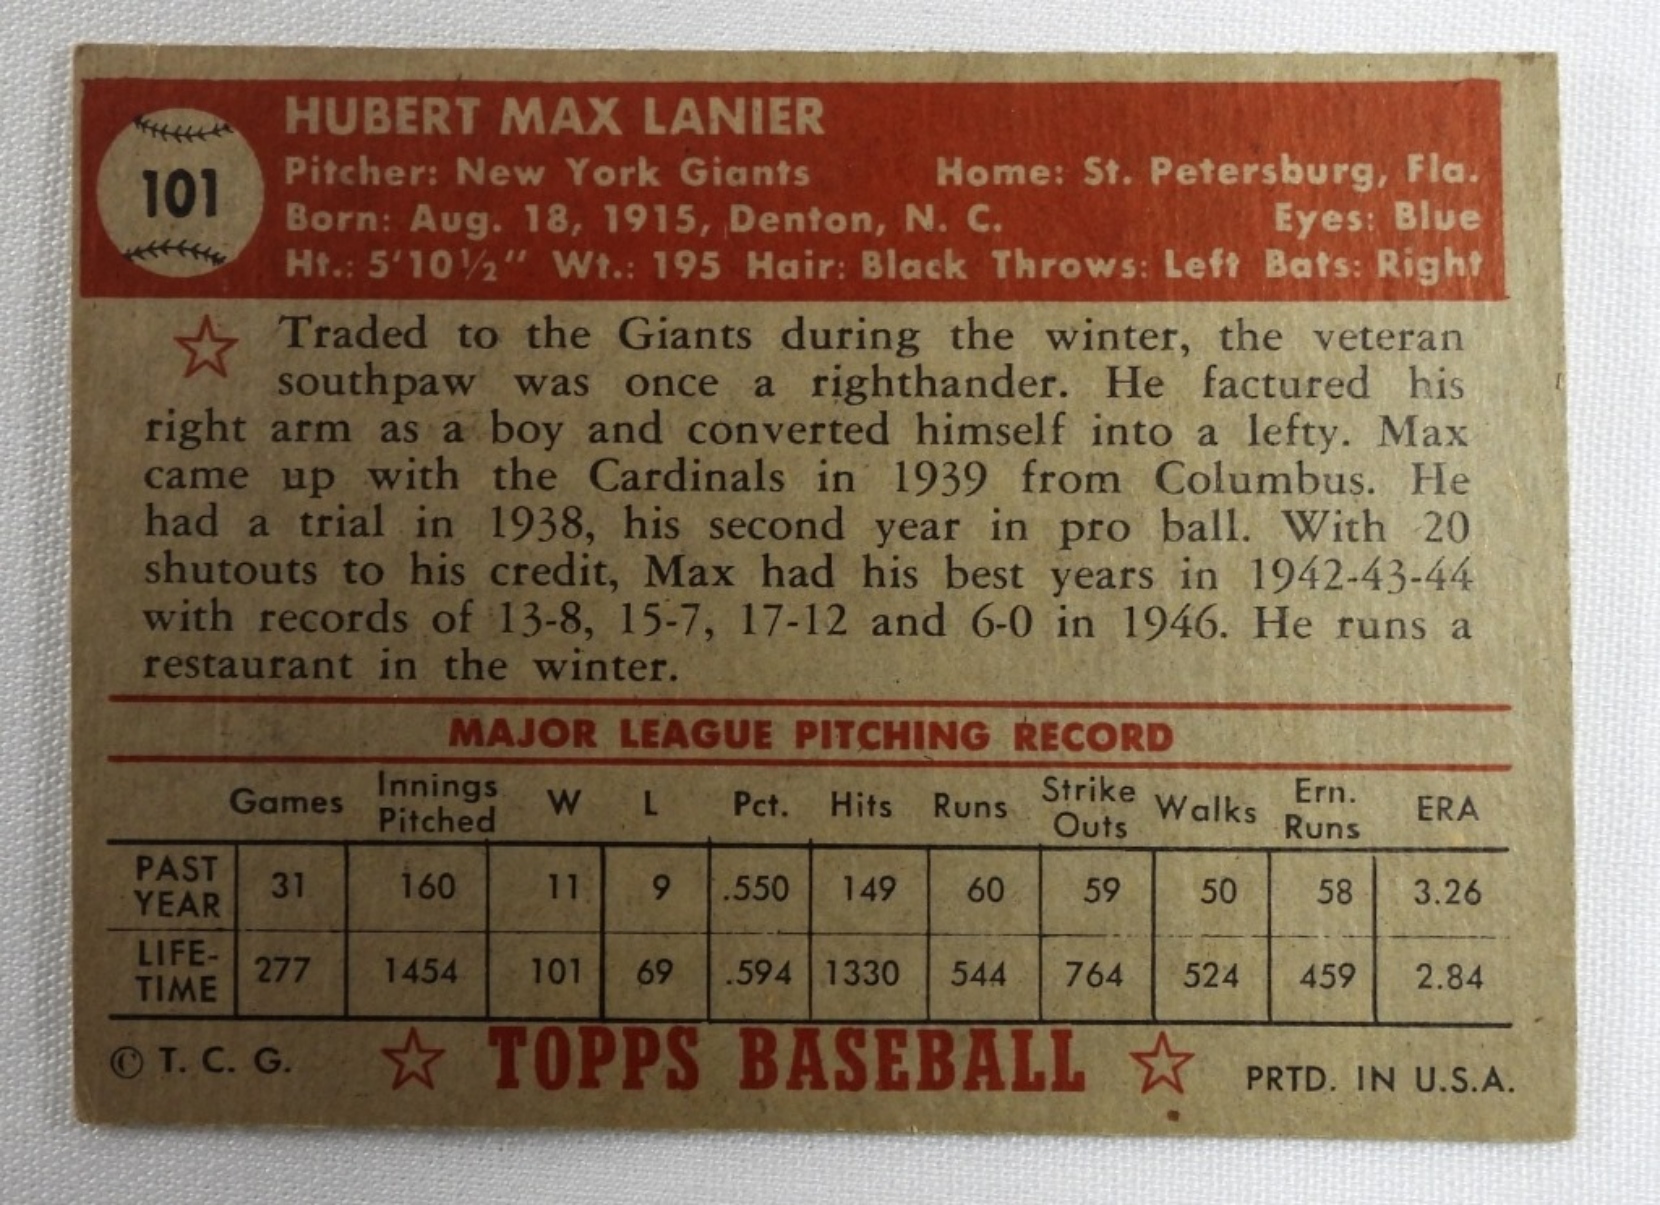 HUBERT MAX LANIER
101
Pitcher: New York Giants Home: St. Petersburg, Fla.
Born: Aug. 18, 1915, Denton, N. C. Eyes: Blue
Ht.: 5'10½" Wt.: 195 Hair: Black Throws: Left Bats: Right
Traded to the Giants during the winter, the veteran
southpaw was once a righthander. He factured his
right arm as a boy and converted himself into a lefty. Max
came up with the Cardinals in 1939 from Columbus. He
had a trial in 1938, his second year in pro ball. With 20
shutouts to his credit, Max had his best years in 1942-43-44
with records of 13-8, 15-7, 17-12 and 6-0 in 1946. He runs a
restaurant in the winter.
MAJOR LEAGUE PITCHING RECORD
Games Innings Pitched W L Pct. Hits Runs Strike Outs Walks Ern. Runs ERA
PAST YEAR 31 160 11 9 .550 149 60 59 50 58 3.26
LIFE-TIME 277 1454 101 69 .594 1330 544 764 524 459 2.84
© T. C. G. TOPPS BASEBALL PRTD. IN U.S.A.